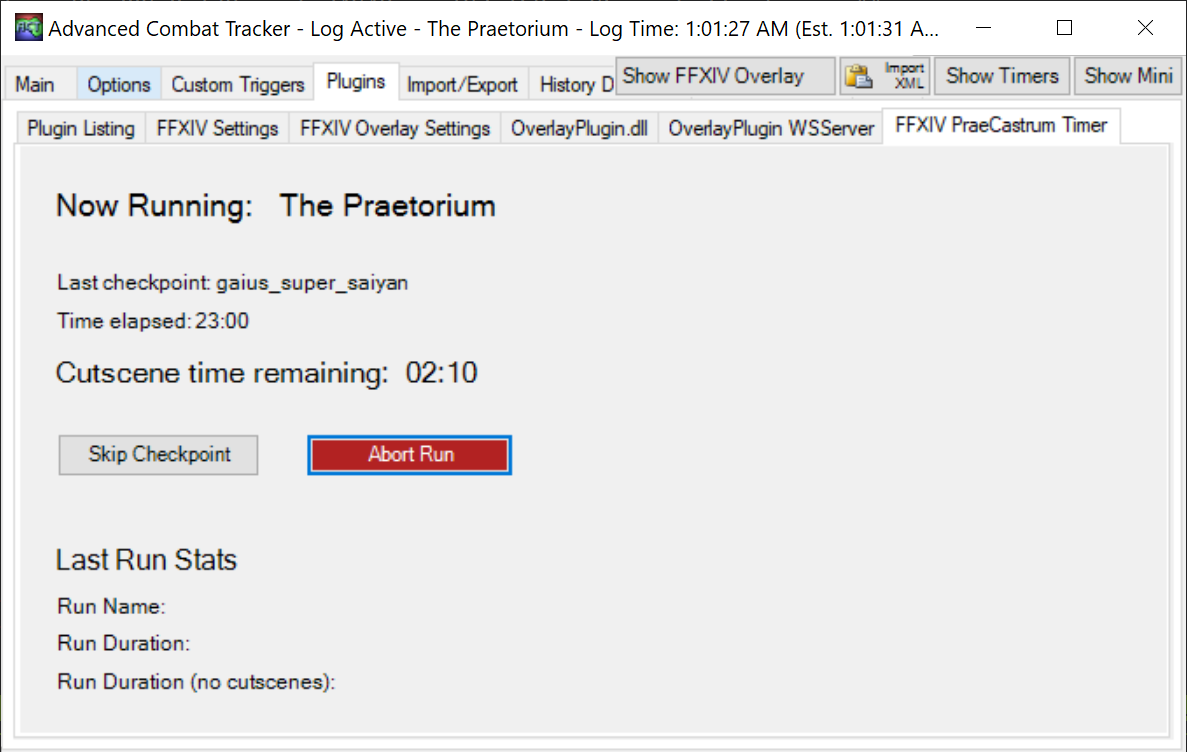 Advanced Combat Tracker - Log Active - The Praetorium - Log Time: 1:01:27 AM (Est. 1:01:31 A...
Main Options Custom Triggers Plugins Import/Export History D Show FFXIV Overlay Import XML Show Timers Show Mini
Plugin Listing FFXIV Settings FFXIV Overlay Settings OverlayPlugin.dll OverlayPlugin WSServer FFXIV PraeCastrum Timer
Now Running: The Praetorium
Last checkpoint: gaius_super_saiyan
Time elapsed: 23:00
Cutscene time remaining: 02:10
Skip Checkpoint Abort Run
Last Run Stats
Run Name:
Run Duration:
Run Duration (no cutscenes):